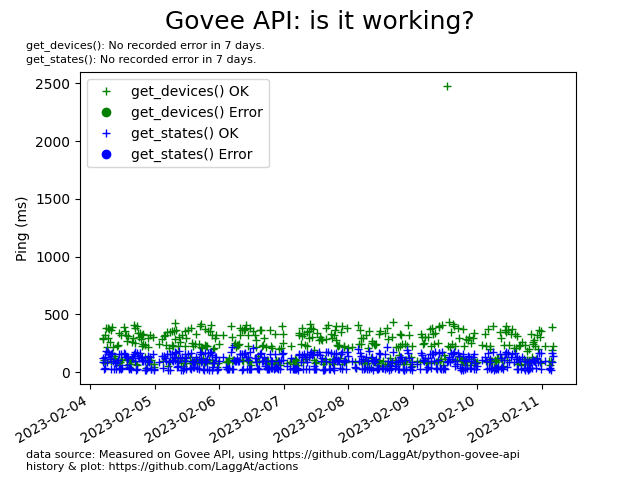 Govee API: is it working?
get_devices(): No recorded error in 7 days.
get_states(): No recorded error in 7 days.
get_devices() OK
get_devices() Error
get_states() OK
get_states() Error
Ping (ms)
2500
2000
1500
1000
500
0
2023-02-04
2023-02-05
2023-02-06
2023-02-07
2023-02-08
2023-02-09
2023-02-10
2023-02-11
data source: Measured on Govee API, using https://github.com/LaggAt/python-govee-api
history & plot: https://github.com/LaggAt/actions